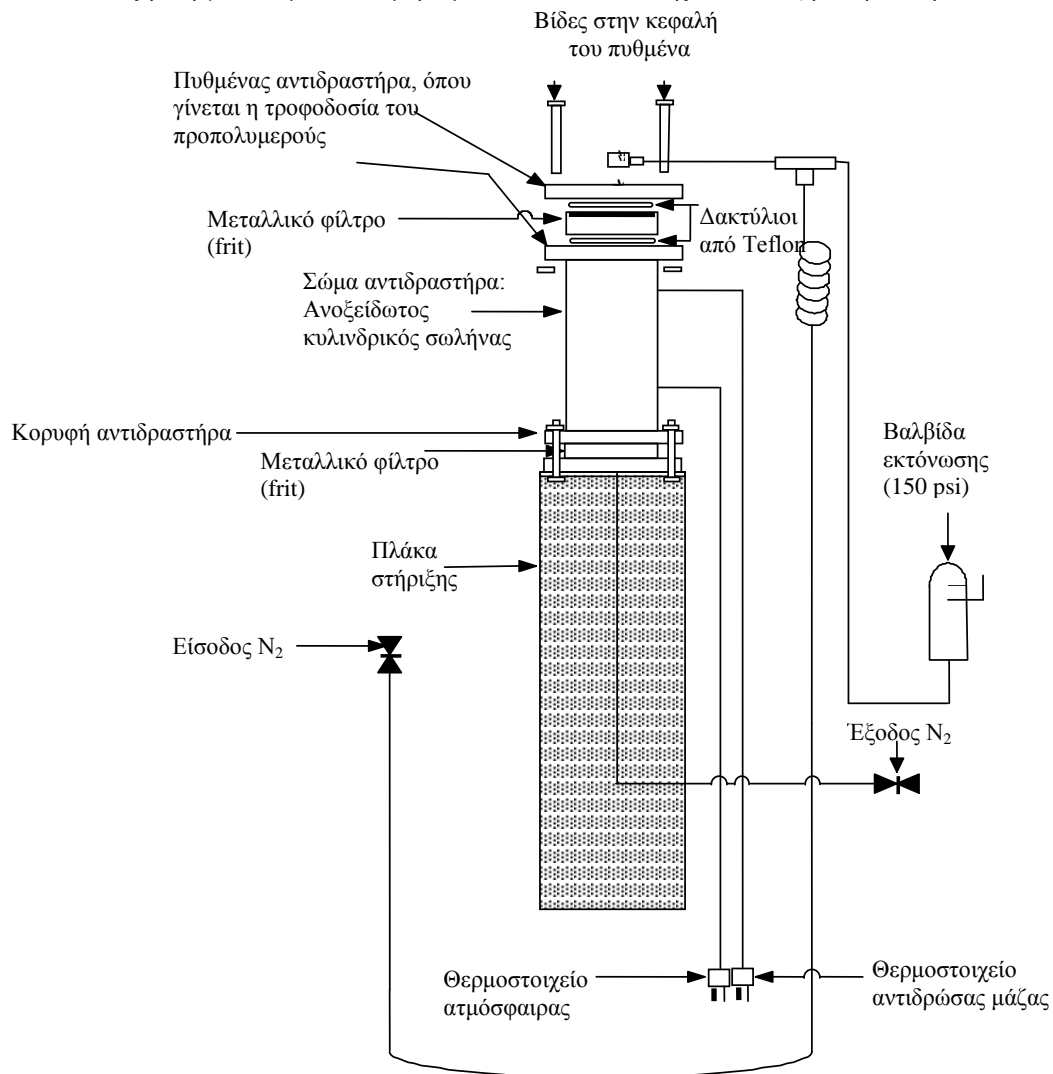 Βίδες στην κεφαλή
του πυθμένα
Πυθμένας αντιδραστήρα, όπου
γίνεται η τροφοδοσία του
προπολυμερούς
Μεταλλικό φίλτρο
(frit)
Δακτύλιοι
από Teflon
Σώμα αντιδραστήρα:
Ανοξείδωτος
κυλινδρικός σωλήνας
Κορυφή αντιδραστήρα
Μεταλλικό φίλτρο
(frit)
Βαλβίδα
εκτόνωσης
(150 psi)
Πλάκα
στήριξης
Είσοδος N₂
Έξοδος N₂
Θερμοστοιχείο
ατμόσφαιρας
Θερμοστοιχείο
αντιδρώσας μάζας